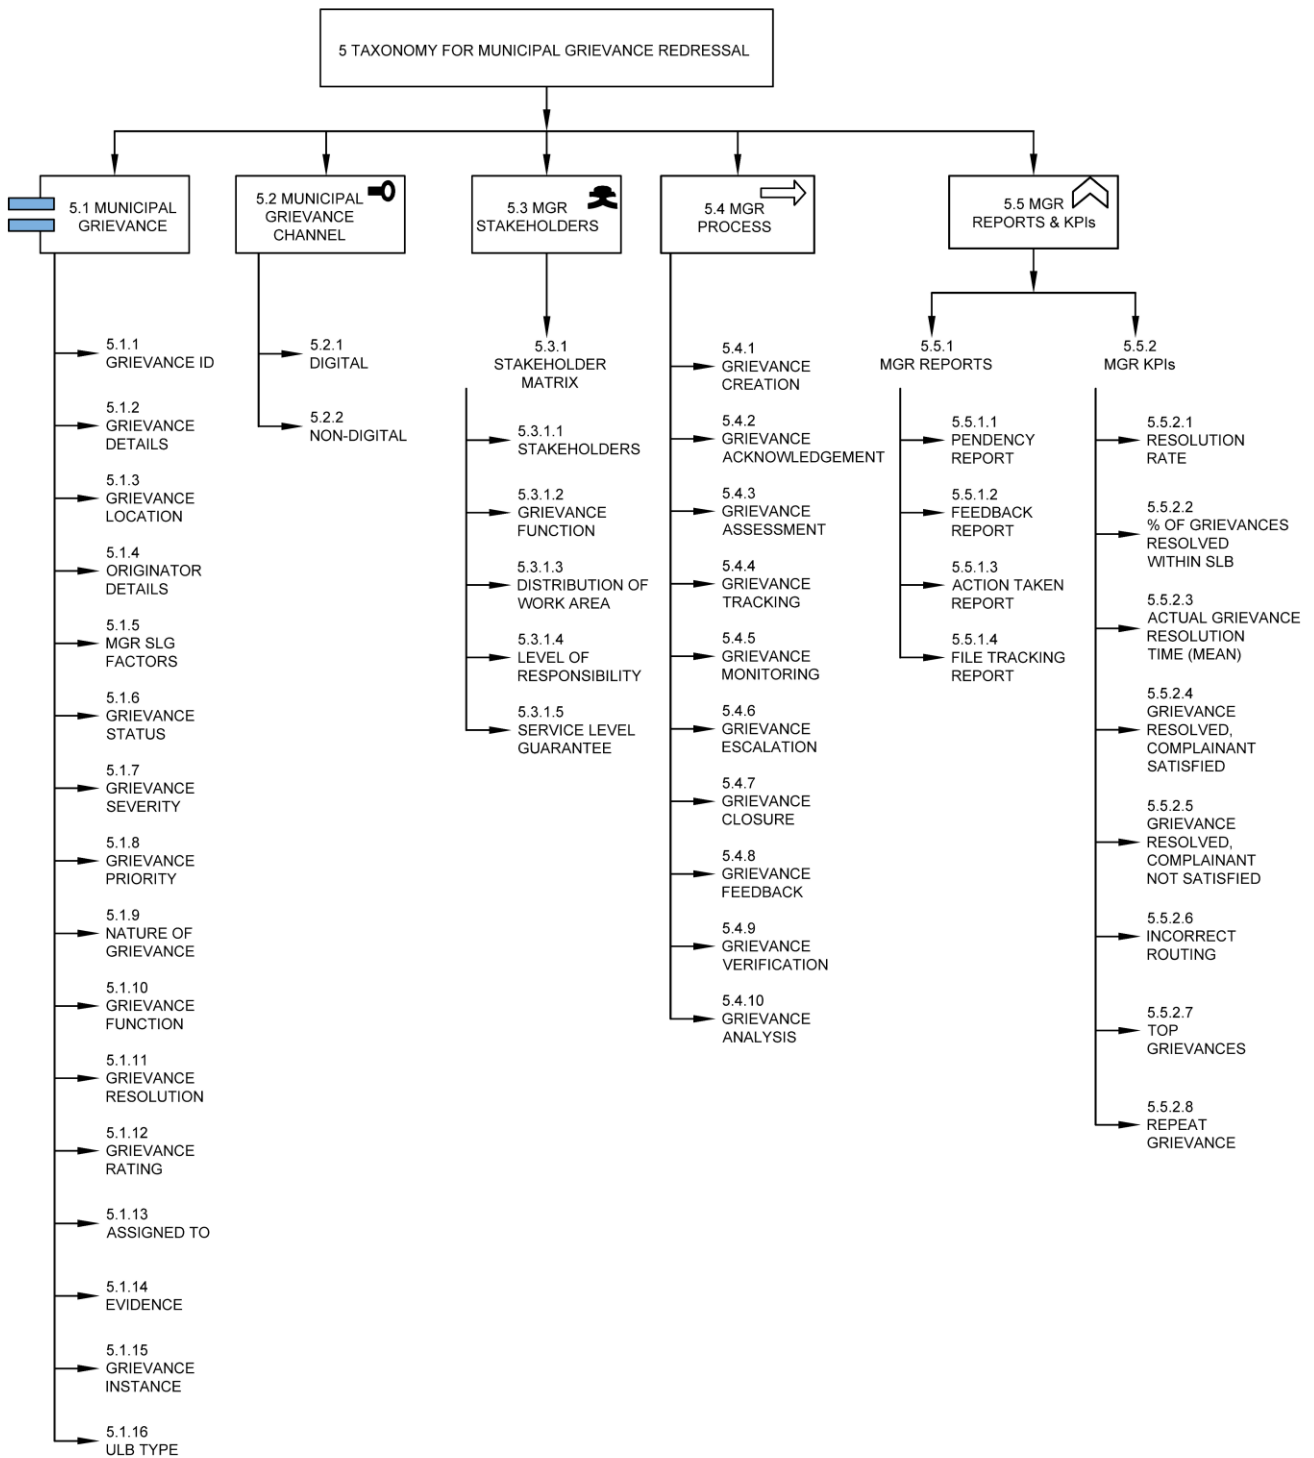 5 TAXONOMY FOR MUNICIPAL GRIEVANCE REDRESSAL
5.1 MUNICIPAL
GRIEVANCE
5.1.1
GRIEVANCE ID
5.1.2
GRIEVANCE
DETAILS
5.1.3
GRIEVANCE
LOCATION
5.1.4
ORIGINATOR
DETAILS
5.1.5
MGR SLG
FACTORS
5.1.6
GRIEVANCE
STATUS
5.1.7
GRIEVANCE
SEVERITY
5.1.8
GRIEVANCE
PRIORITY
5.1.9
NATURE OF
GRIEVANCE
5.1.10
GRIEVANCE
FUNCTION
5.1.11
GRIEVANCE
RESOLUTION
5.1.12
GRIEVANCE
RATING
5.1.13
ASSIGNED TO
5.1.14
EVIDENCE
5.1.15
GRIEVANCE
INSTANCE
5.1.16
ULB TYPE
5.2 MUNICIPAL
GRIEVANCE
CHANNEL
5.2.1
DIGITAL
5.2.2
NON-DIGITAL
5.3 MGR
STAKEHOLDERS
5.3.1
STAKEHOLDER
MATRIX
5.3.1.1
STAKEHOLDERS
5.3.1.2
GRIEVANCE
FUNCTION
5.3.1.3
DISTRIBUTION OF
WORK AREA
5.3.1.4
LEVEL OF
RESPONSIBILITY
5.3.1.5
SERVICE LEVEL
GUARANTEE
5.4 MGR
PROCESS
5.4.1
GRIEVANCE
CREATION
5.4.2
GRIEVANCE
ACKNOWLEDGEMENT
5.4.3
GRIEVANCE
ASSESSMENT
5.4.4
GRIEVANCE
TRACKING
5.4.5
GRIEVANCE
MONITORING
5.4.6
GRIEVANCE
ESCALATION
5.4.7
GRIEVANCE
CLOSURE
5.4.8
GRIEVANCE
FEEDBACK
5.4.9
GRIEVANCE
VERIFICATION
5.4.10
GRIEVANCE
ANALYSIS
5.5 MGR
REPORTS & KPIs
5.5.1
MGR REPORTS
5.5.1.1
PENDENCY
REPORT
5.5.1.2
FEEDBACK
REPORT
5.5.1.3
ACTION TAKEN
REPORT
5.5.1.4
FILE TRACKING
REPORT
5.5.2
MGR KPIs
5.5.2.1
RESOLUTION
RATE
5.5.2.2
% OF GRIEVANCES
RESOLVED
WITHIN SLB
5.5.2.3
ACTUAL GRIEVANCE
RESOLUTION
TIME (MEAN)
5.5.2.4
GRIEVANCE
RESOLVED,
COMPLAINANT
SATISFIED
5.5.2.5
GRIEVANCE
RESOLVED,
COMPLAINANT
NOT SATISFIED
5.5.2.6
INCORRECT
ROUTING
5.5.2.7
TOP
GRIEVANCES
5.5.2.8
REPEAT
GRIEVANCE